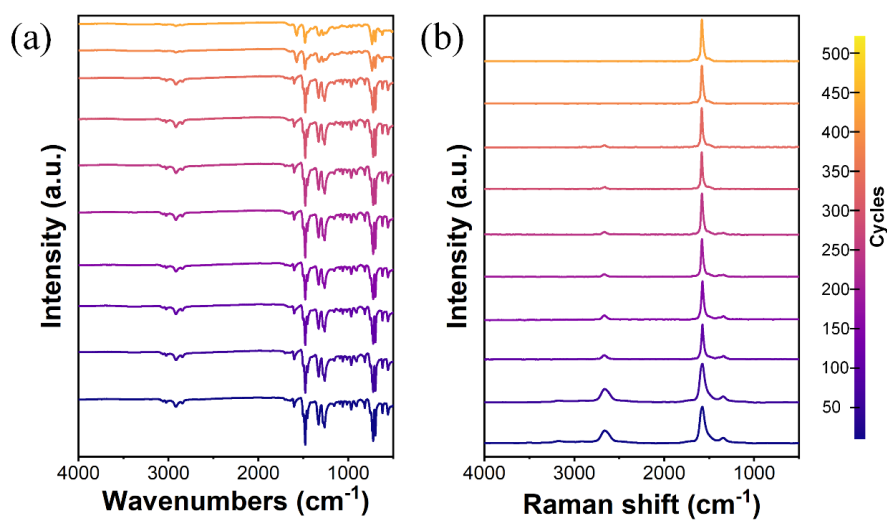 (a)
Intensity (a.u.)
4000 3000 2000 1000
Wavenumbers (cm⁻¹)
(b)
Intensity (a.u.)
4000 3000 2000 1000
Raman shift (cm⁻¹)
500
450
400
350
300
250
200
150
100
50
Cycles